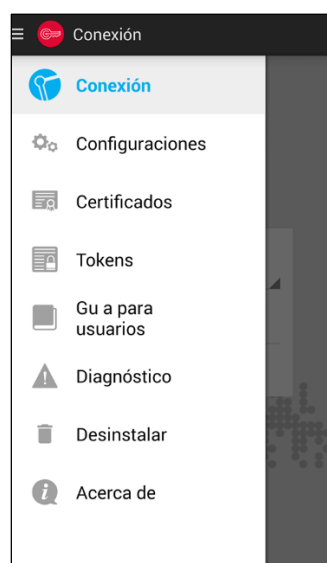 Conexión
Conexión
Configuraciones
Certificados
Tokens
Gu a para
usuarios
Diagnóstico
Desinstalar
Acerca de